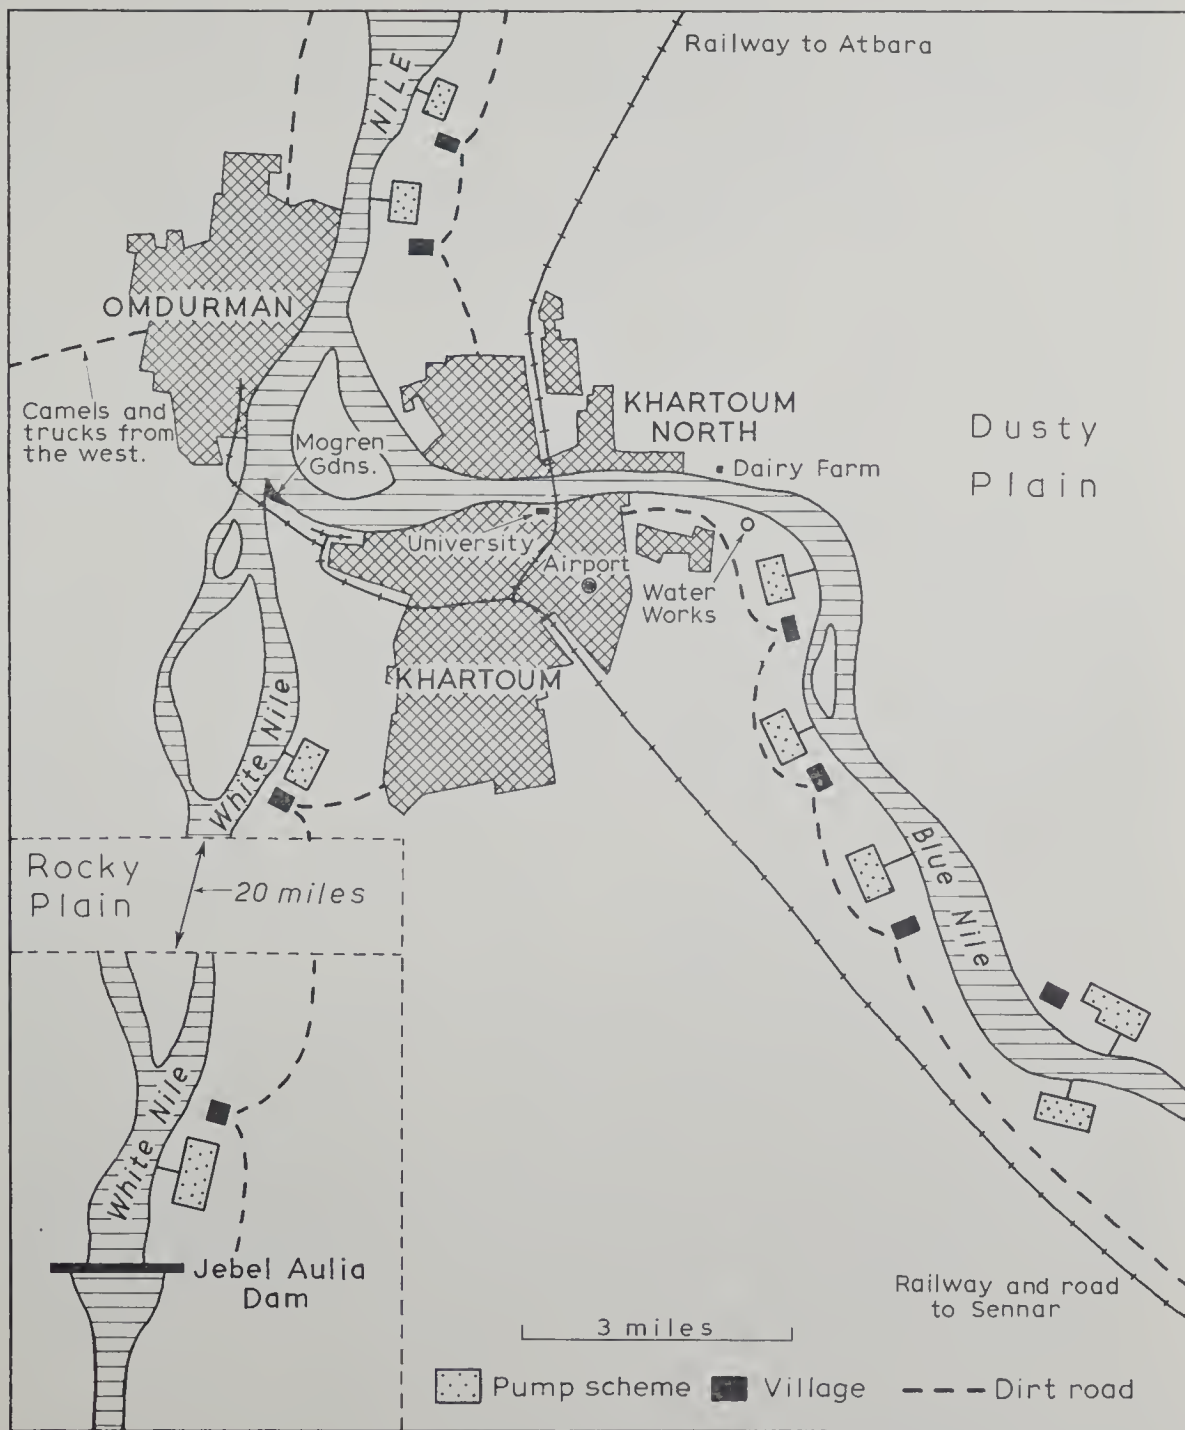 Railway to Atbara
NILE
OMDURMAN
Camels and
trucks from
the west.
KHARTOUM
NORTH
Dusty
Plain
Mogren
Gdns.
Dairy Farm
University
Airport
Water
Works
KHARTOUM
White Nile
Blue Nile
Rocky
Plain
20 miles
White Nile
Jebel Aulia
Dam
Railway and road
to Sennar
3 miles
Pump scheme
Village
Dirt road